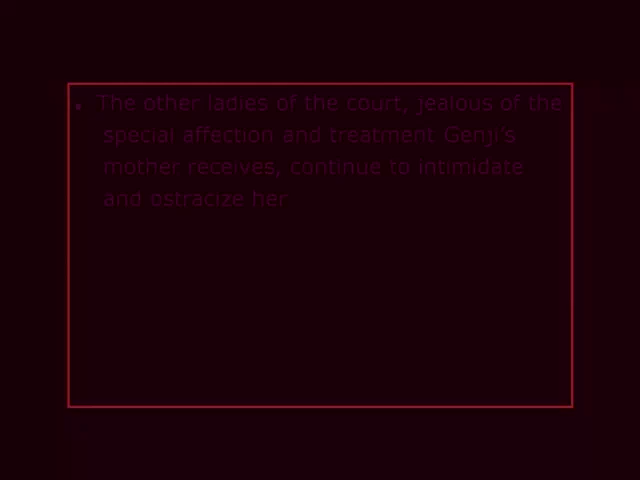 • The other ladies of the court, jealous of the
special affection and treatment Genji's
mother receives, continue to intimidate
and ostracize her